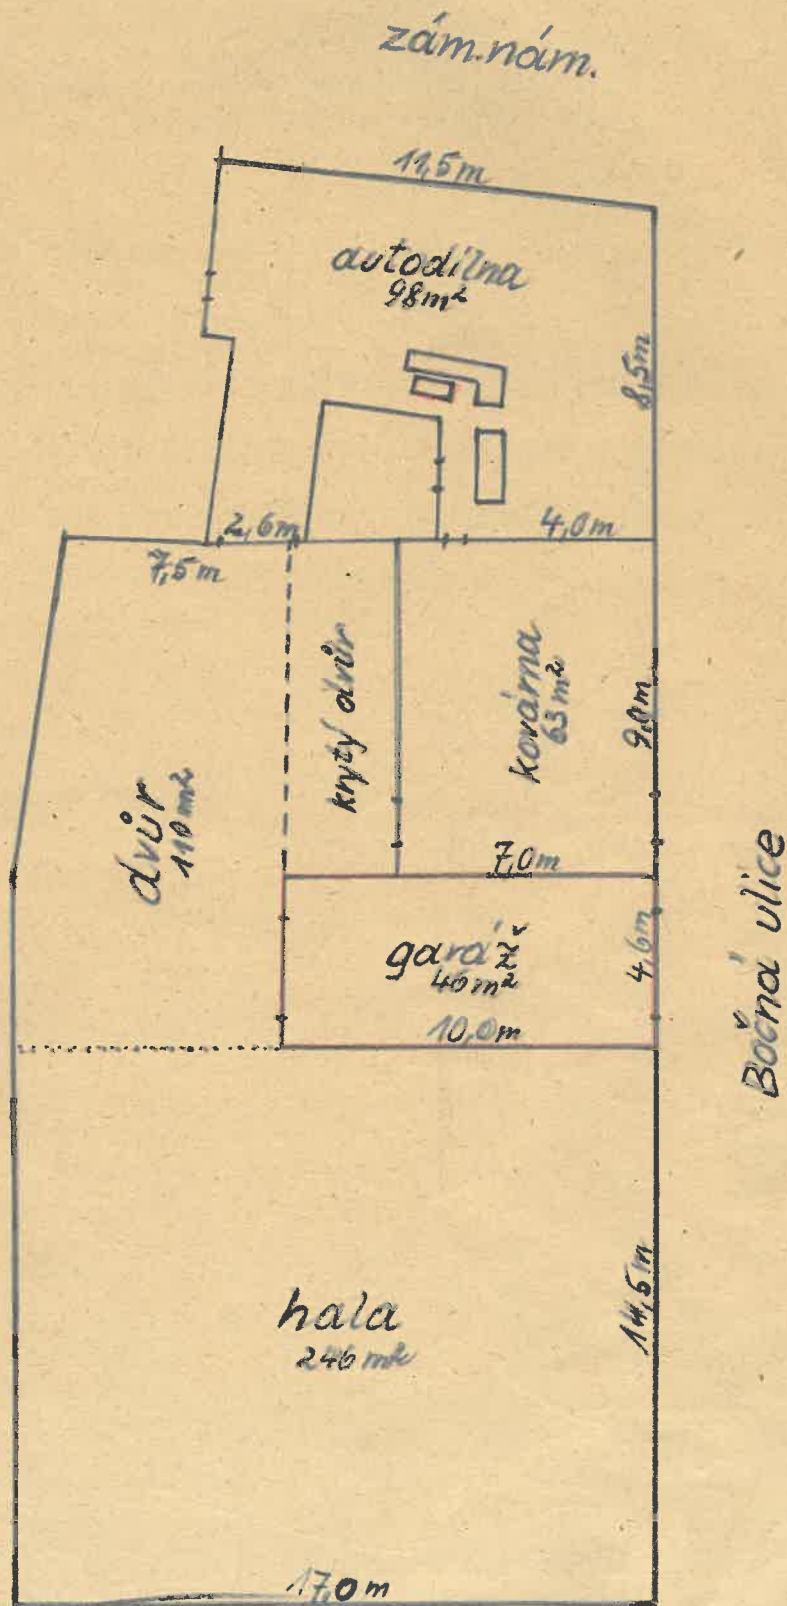 zám.nám.
11,5m
autodílna
98m²
8,5m
2,6m
4,0m
7,5m
krytý dvůr
kovárna
63m²
9,0m
dvůr
110m²
7,0m
garáž
46m²
4,6m
10,0m
Bočná ulice
hala
246m²
14,5m
17,0m